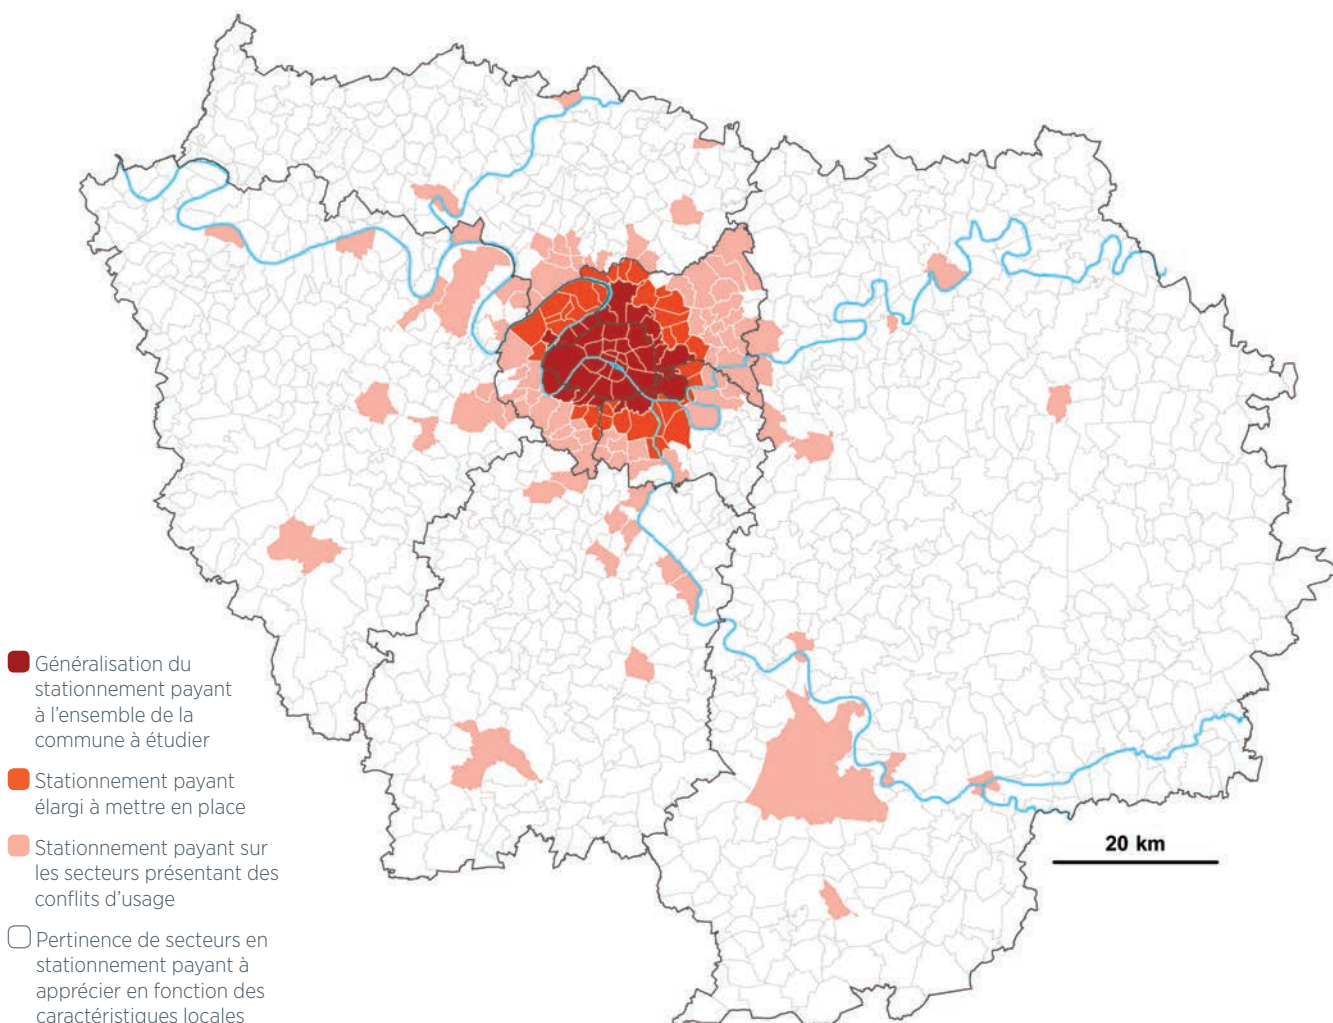 Généralisation du
stationnement payant
à l’ensemble de la
commune à étudier
Stationnement payant
élargi à mettre en place
Stationnement payant sur
les secteurs présentant des
conflits d’usage
Pertinence de secteurs en
stationnement payant à
apprécier en fonction des
caractéristiques locales
20 km